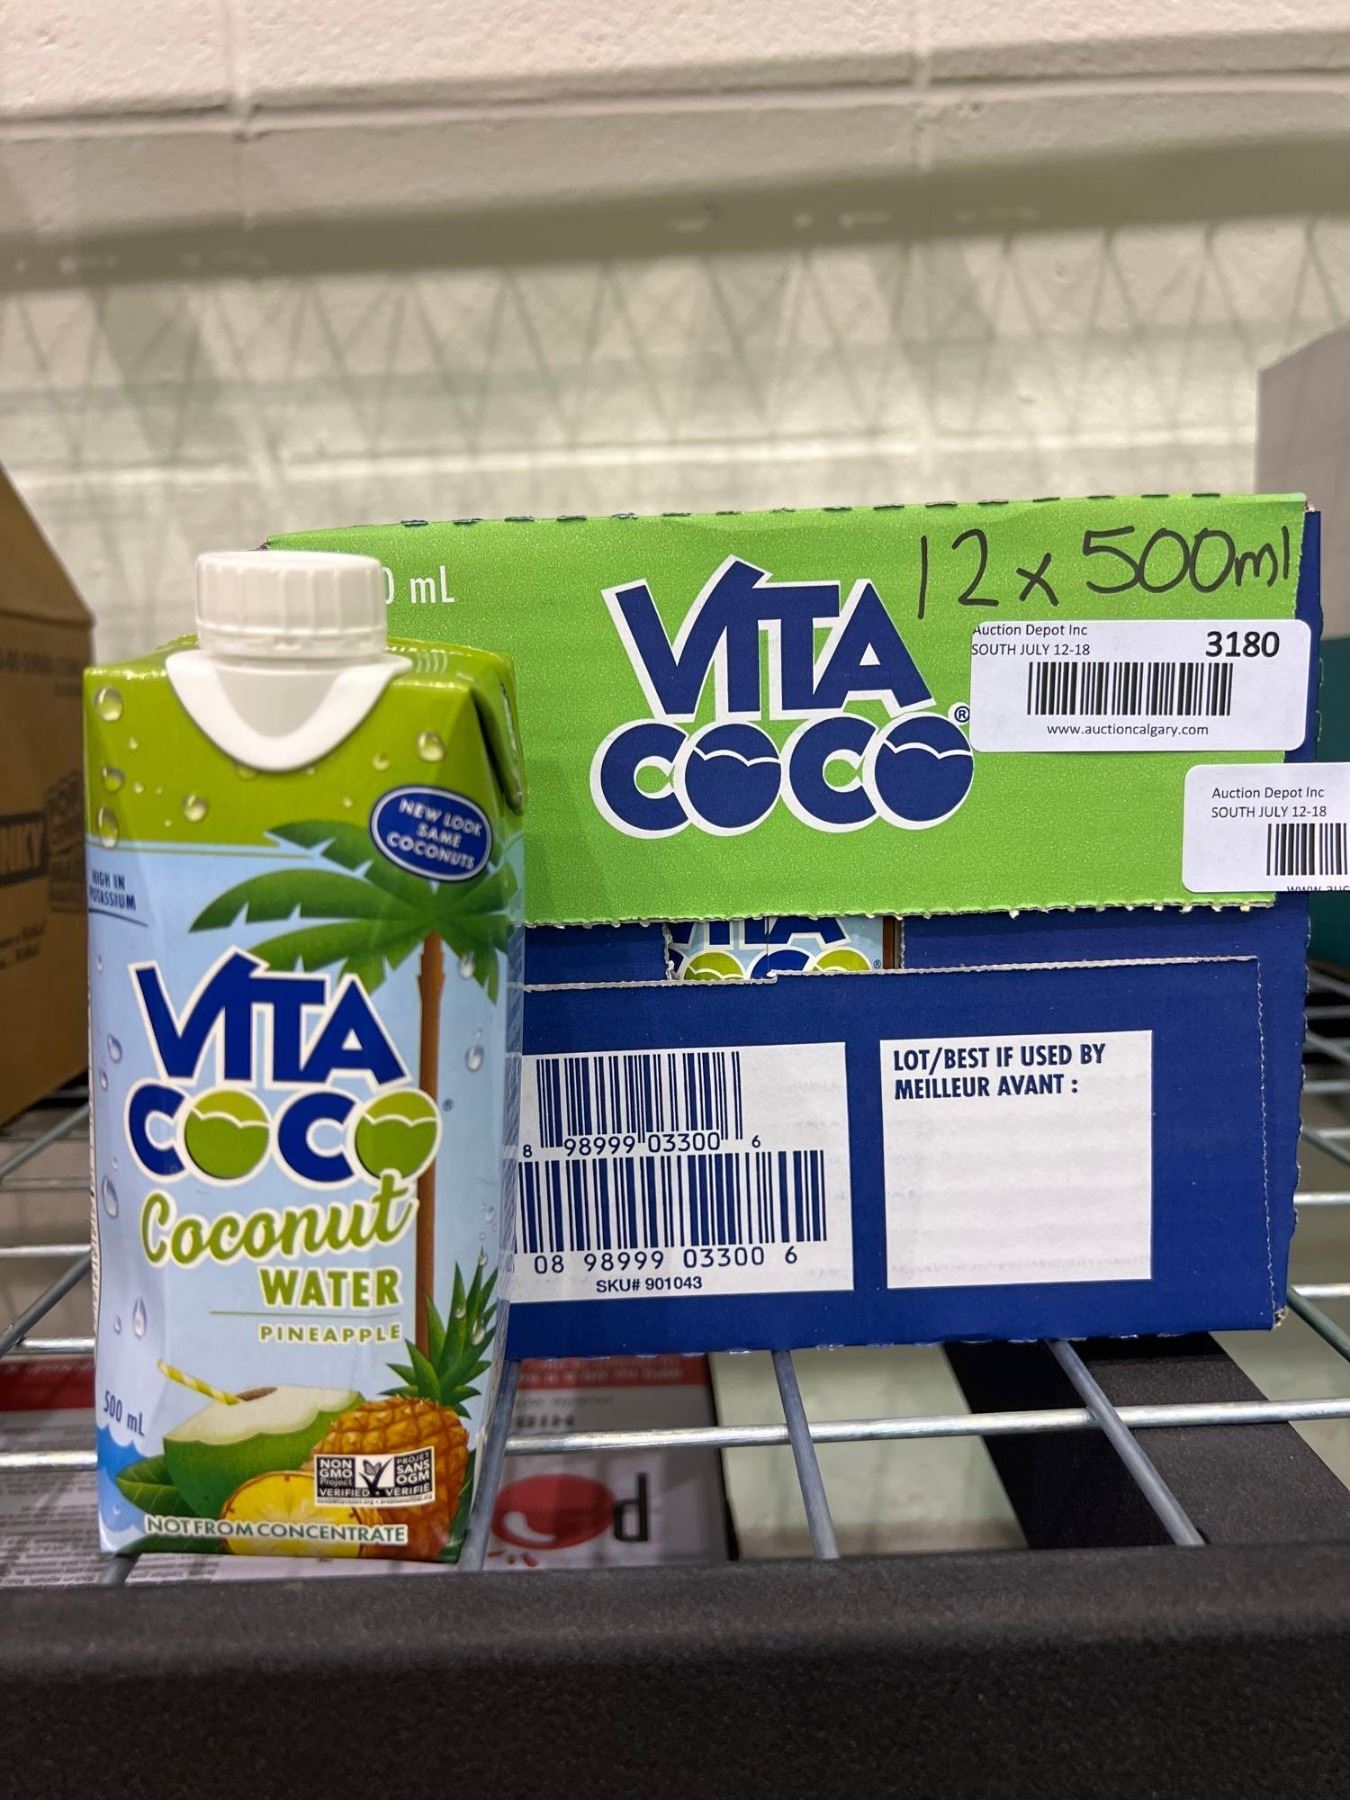 12 x 500ml
mL
VITA
COCO®
Auction Depot Inc
SOUTH JULY 12-18
3180
www.auctioncalgary.com
Auction Depot Inc
SOUTH JULY 12-18
NEW LOOK
SAME
COCONUTS
HIGH IN
POTASSIUM
VITA
COCO
Coconut
WATER
PINEAPPLE
500 mL
NON
GMO
Project
VERIFIED
PROJET
SANS
OGM
VERIFIÉ
NOT FROM CONCENTRATE
8 98999 03300 6
08 98999 03300 6
SKU# 901043
LOT/BEST IF USED BY
MEILLEUR AVANT :